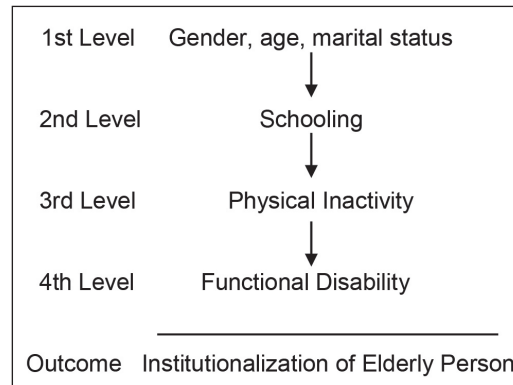 1st Level Gender, age, marital status
2nd Level Schooling
3rd Level Physical Inactivity
4th Level Functional Disability
Outcome Institutionalization of Elderly Person